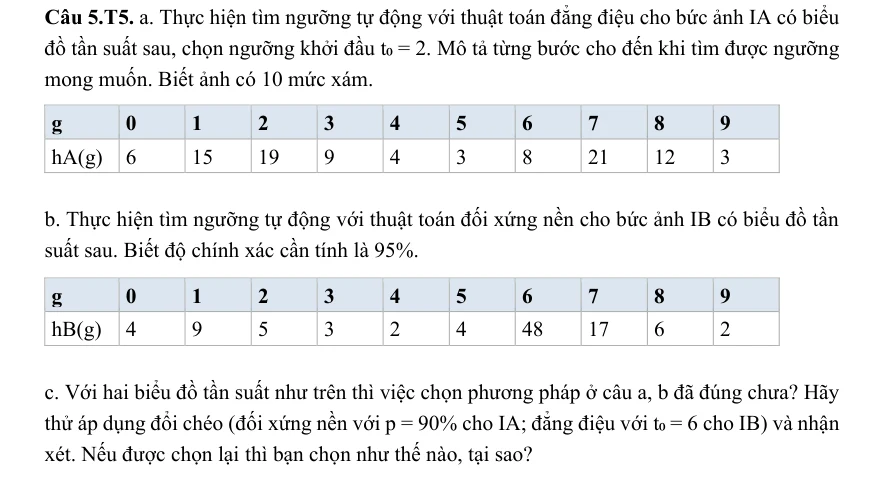 Câu 5.T5. a. Thực hiện tìm ngưỡng tự động với thuật toán đẳng điệu cho bức ảnh IA có biểu
đồ tần suất sau, chọn ngưỡng khởi đầu t₀ = 2. Mô tả từng bước cho đến khi tìm được ngưỡng
mong muốn. Biết ảnh có 10 mức xám.
g 0 1 2 3 4 5 6 7 8 9
hA(g) 6 15 19 9 4 3 8 21 12 3
b. Thực hiện tìm ngưỡng tự động với thuật toán đối xứng nền cho bức ảnh IB có biểu đồ tần
suất sau. Biết độ chính xác cần tính là 95%.
g 0 1 2 3 4 5 6 7 8 9
hB(g) 4 9 5 3 2 4 48 17 6 2
c. Với hai biểu đồ tần suất như trên thì việc chọn phương pháp ở câu a, b đã đúng chưa? Hãy
thử áp dụng đổi chéo (đối xứng nền với p = 90% cho IA; đẳng điệu với t₀ = 6 cho IB) và nhận
xét. Nếu được chọn lại thì bạn chọn như thế nào, tại sao?